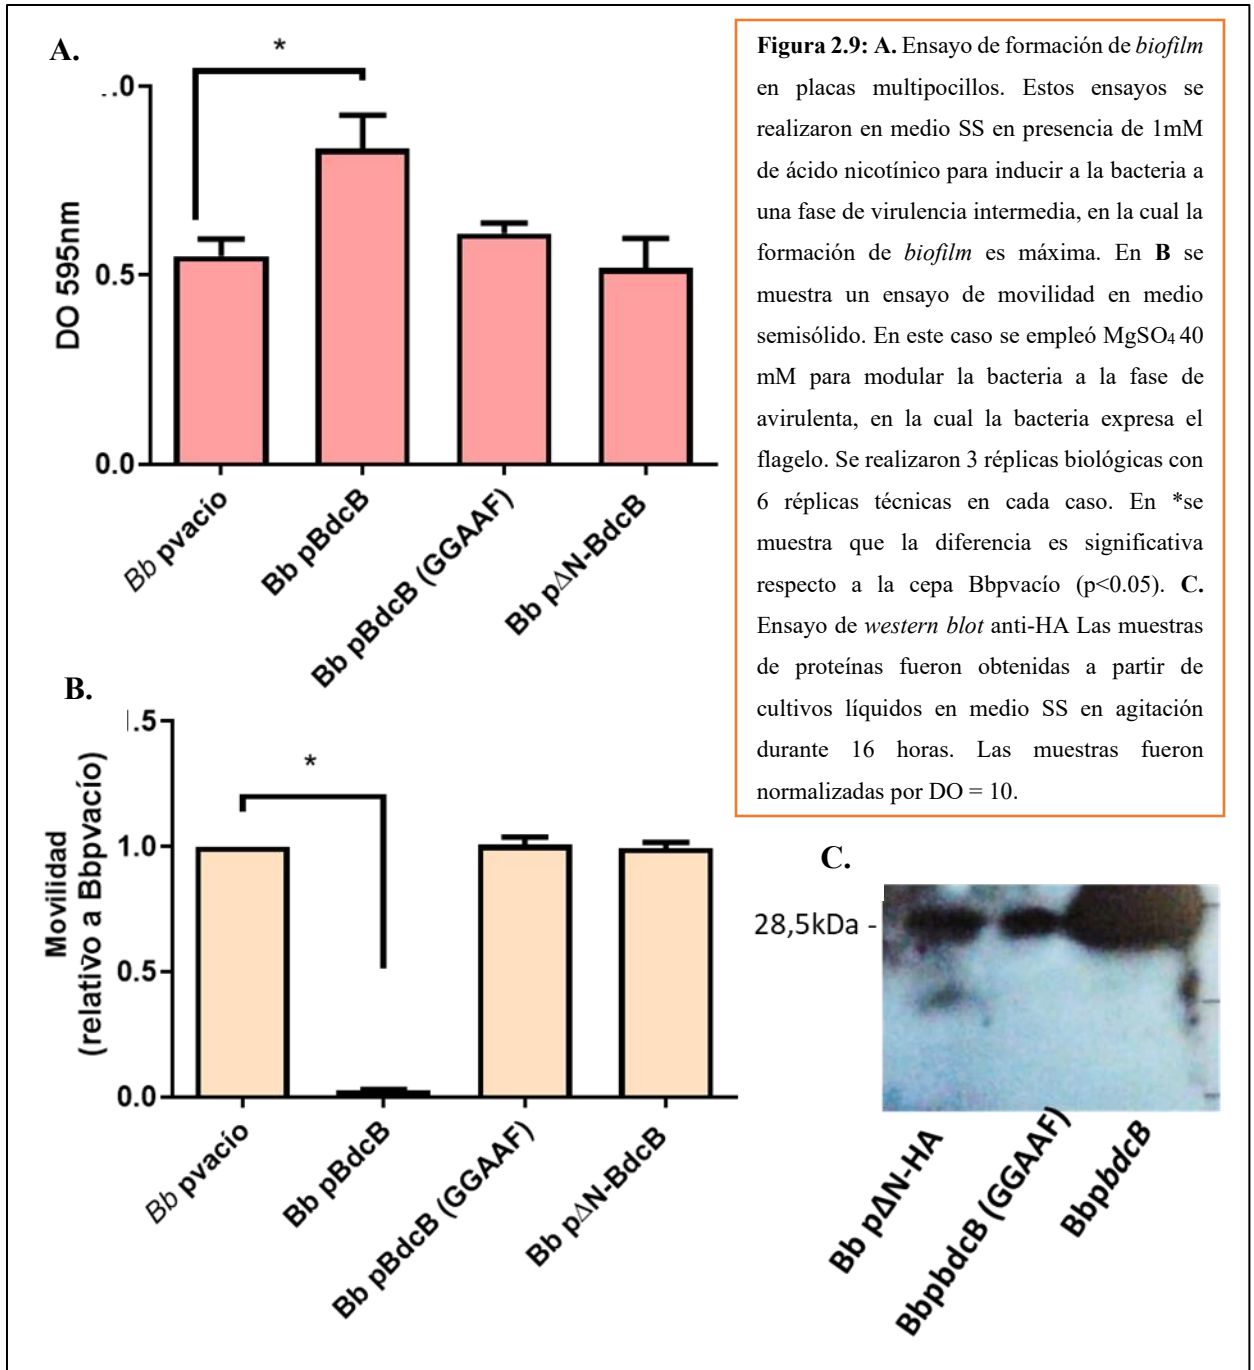 A.
*
.0
0.5
0.0
DO 595nm
Bb pvacío
Bb pBdcB
Bb pBdcB (GGAAF)
Bb p∆N-BdcB
Figura 2.9: A. Ensayo de formación de biofilm
en placas multipocillos. Estos ensayos se
realizaron en medio SS en presencia de 1mM
de ácido nicotínico para inducir a la bacteria a
una fase de virulencia intermedia, en la cual la
formación de biofilm es máxima. En B se
muestra un ensayo de movilidad en medio
semisólido. En este caso se empleó MgSO4 40
mM para modular la bacteria a la fase de
avirulenta, en la cual la bacteria expresa el
flagelo. Se realizaron 3 réplicas biológicas con
6 réplicas técnicas en cada caso. En *se
muestra que la diferencia es significativa
respecto a la cepa Bbpvacío (p<0.05). C.
Ensayo de western blot anti-HA Las muestras
de proteínas fueron obtenidas a partir de
cultivos líquidos en medio SS en agitación
durante 16 horas. Las muestras fueron
normalizadas por DO = 10.
B.
*
.5
1.0
0.5
0.0
Movilidad
(relativo a Bbpvacío)
Bb pvacío
Bb pBdcB
Bb pBdcB (GGAAF)
Bb p∆N-BdcB
C.
28,5kDa -
Bb p∆N-HA
BbpbdcB (GGAAF)
BbpbdcB